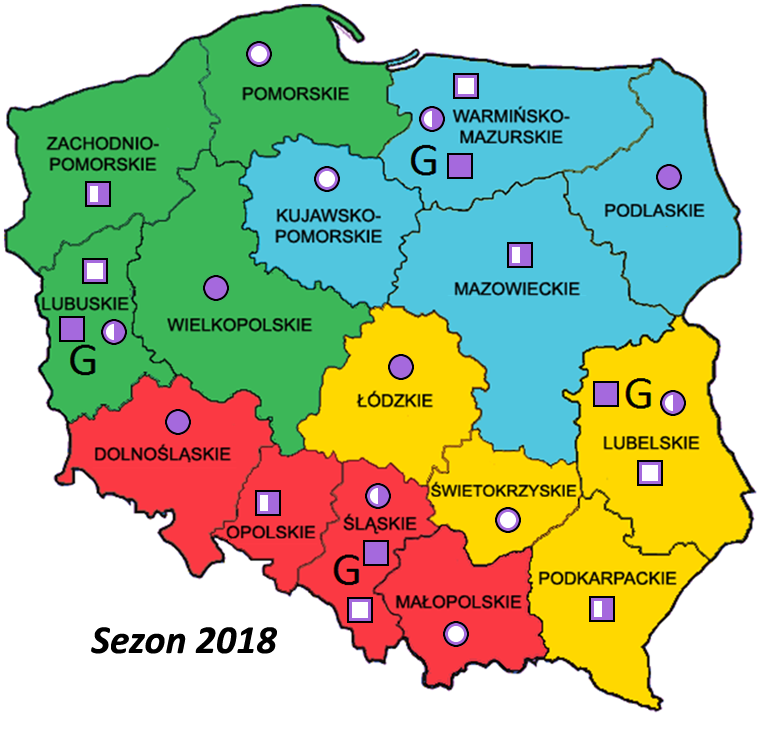 POMORSKIE
WARMIŃSKO-
MAZURSKIE
G
ZACHODNIO-
POMORSKIE
KUJAWSKO-
POMORSKIE
PODLASKIE
MAZOWIECKIE
LUBUSKIE
G
WIELKOPOLSKIE
ŁÓDZKIE
G
LUBELSKIE
DOLNOŚLĄSKIE
ŚWIETOKRZYSKIE
OPOLSKIE
ŚLĄSKIE
G
MAŁOPOLSKIE
PODKARPACKIE
Sezon 2018